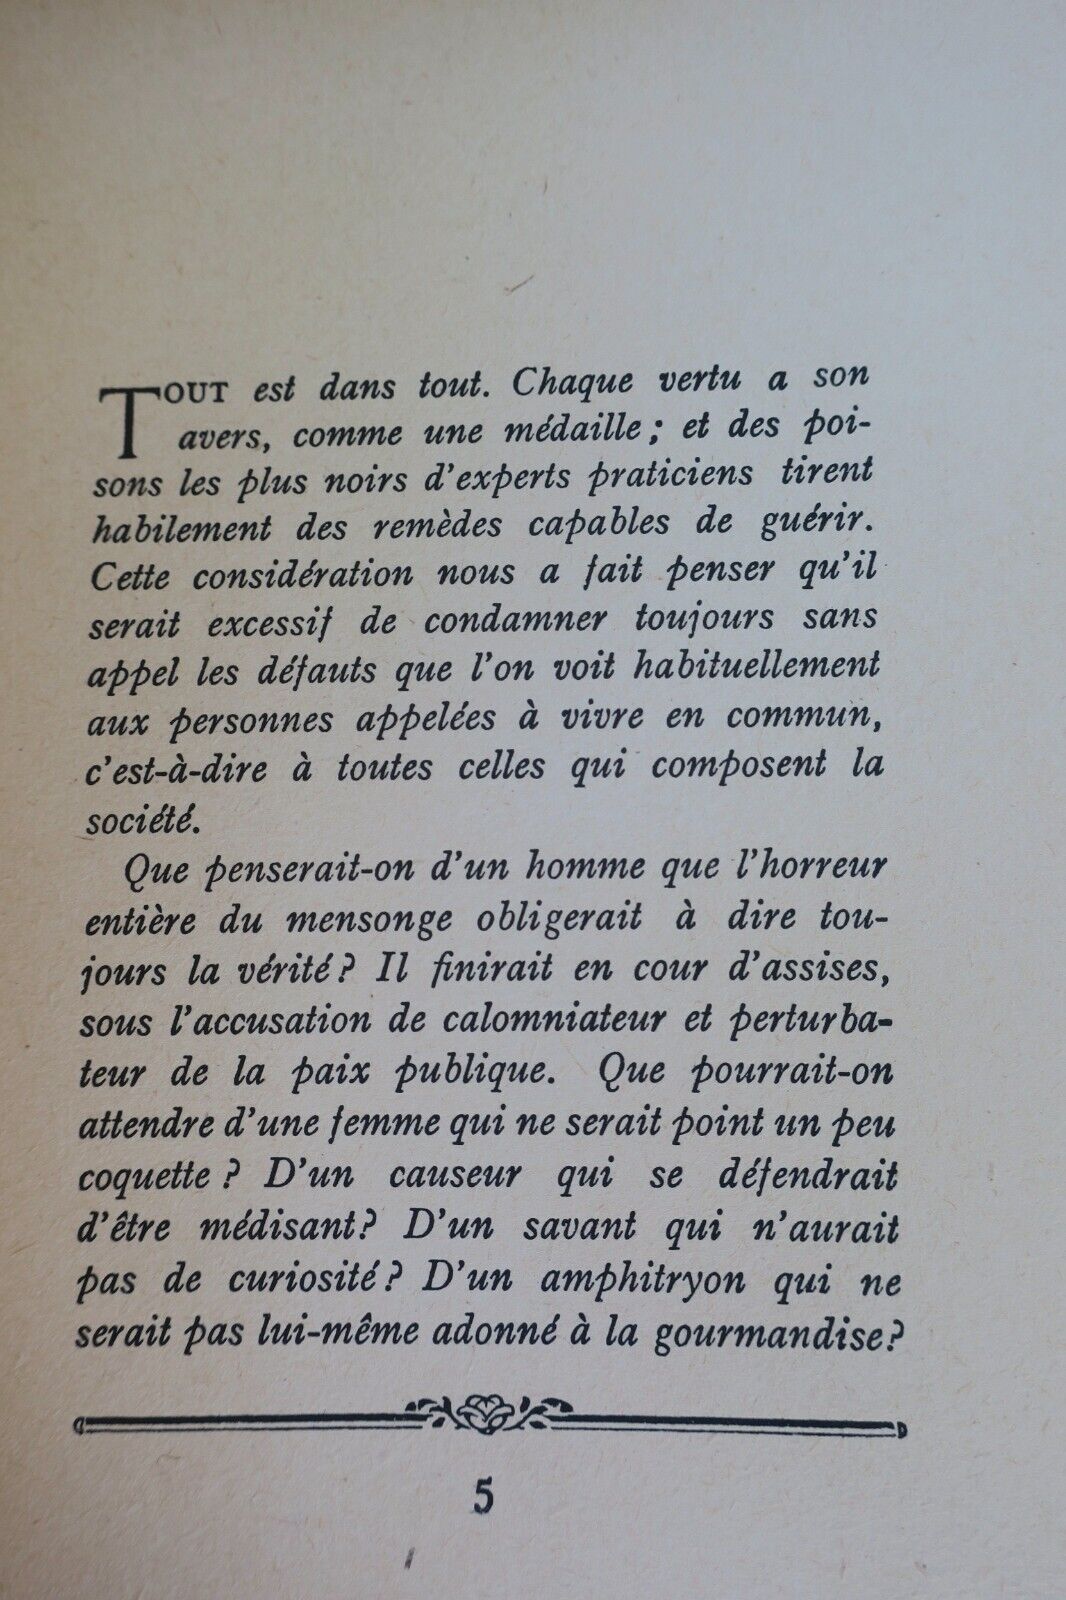 TOUT est dans tout. Chaque vertu a son
avers, comme une médaille ; et des poi-
sons les plus noirs d'experts praticiens tirent
habilement des remèdes capables de guérir.
Cette considération nous a fait penser qu'il
serait excessif de condamner toujours sans
appel les défauts que l'on voit habituellement
aux personnes appelées à vivre en commun,
c'est-à-dire à toutes celles qui composent la
société.
Que penserait-on d'un homme que l'horreur
entière du mensonge obligerait à dire tou-
jours la vérité ? Il finirait en cour d'assises,
sous l'accusation de calomniateur et perturba-
teur de la paix publique. Que pourrait-on
attendre d'une femme qui ne serait point un peu
coquette ? D'un causeur qui se défendrait
d'être médisant ? D'un savant qui n'aurait
pas de curiosité ? D'un amphitryon qui ne
serait pas lui-même adonné à la gourmandise ?
5